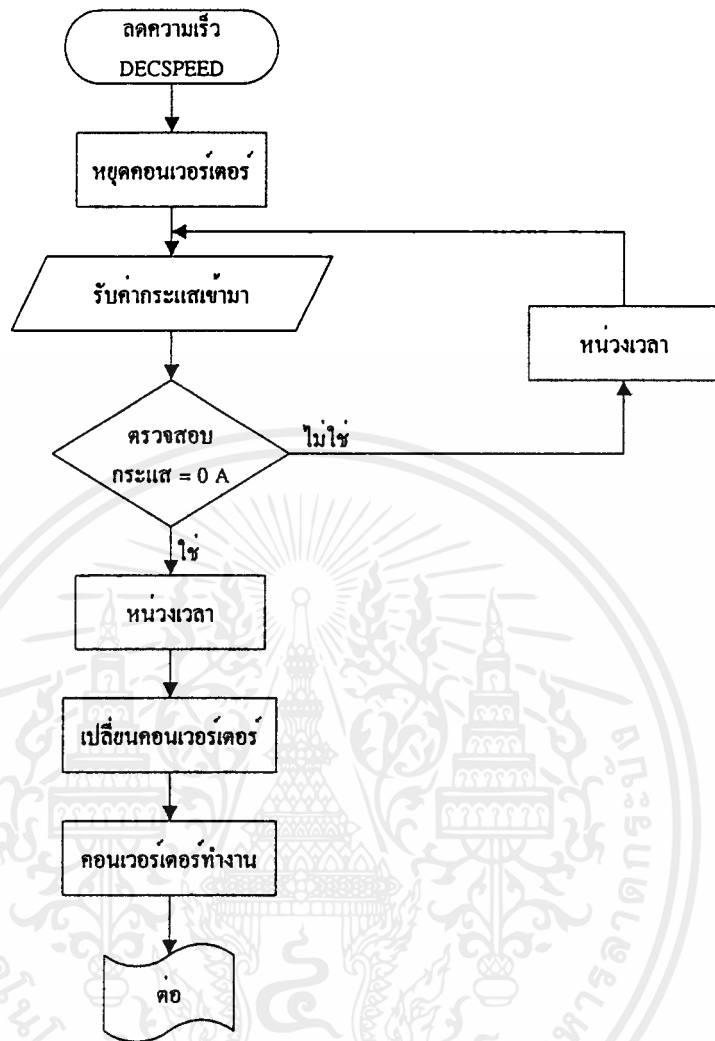 ลดความเร็ว
DECSPEED
หยุดคอนเวอร์เตอร์
รับค่ากระแสเข้ามา
หน่วงเวลา
ตรวจสอบ
กระแส = 0 A
ไม่ใช่
ใช่
หน่วงเวลา
เปลี่ยนคอนเวอร์เตอร์
คอนเวอร์เตอร์ทำงาน
ต่อ